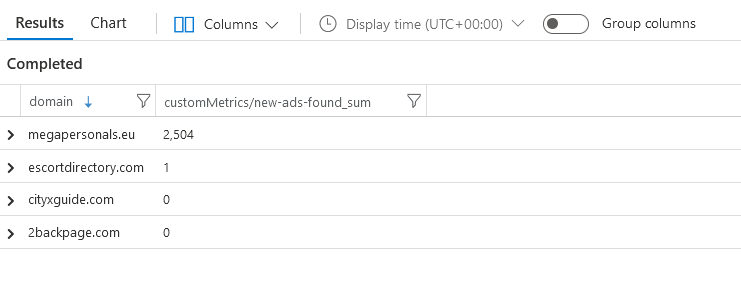 Results Chart Columns Display time (UTC+00:00) Group columns
Completed
domain customMetrics/new-ads-found_sum
megapersonals.eu 2,504
escortdirectory.com 1
cityxguide.com 0
2backpage.com 0